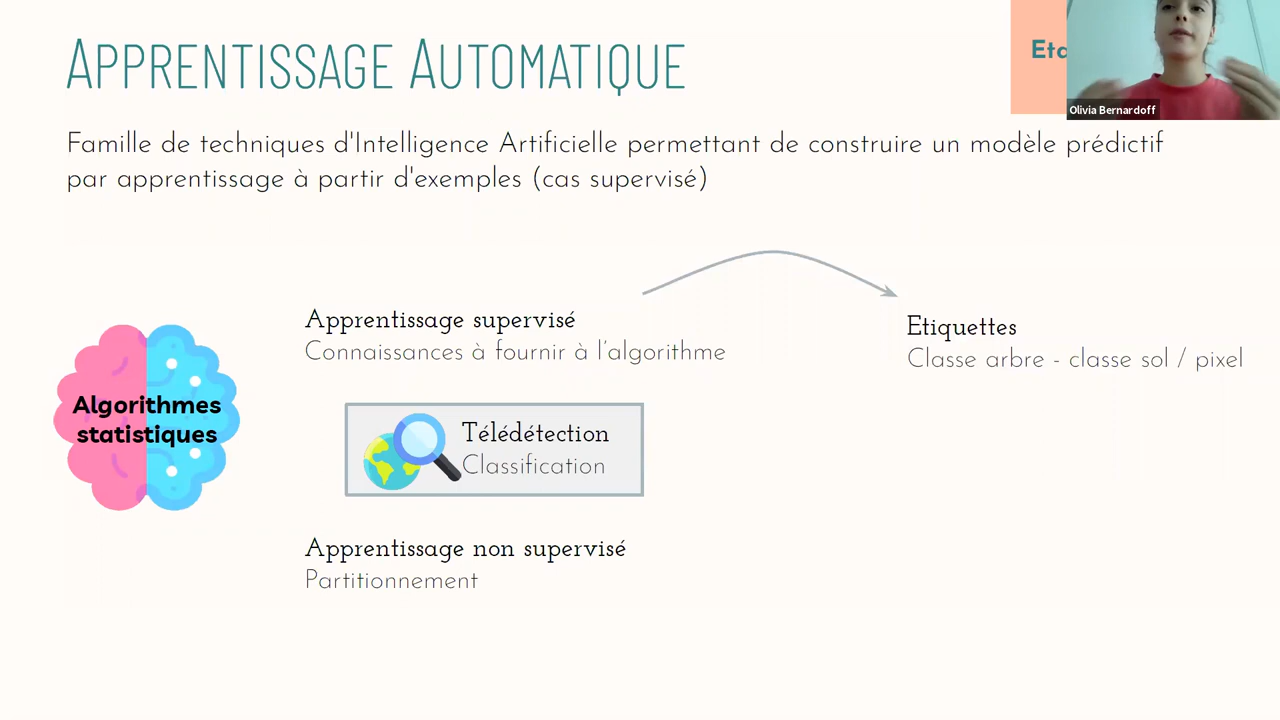 APPRENTISSAGE AUTOMATIQUE
Olivia Bernardoff
Famille de techniques d'Intelligence Artificielle permettant de construire un modèle prédictif
par apprentissage à partir d'exemples (cas supervisé)
Apprentissage supervisé
Connaissances à fournir à l'algorithme
Etiquettes
Classe arbre - classe sol / pixel
Algorithmes
statistiques
Télédétection
Classification
Apprentissage non supervisé
Partitionnement